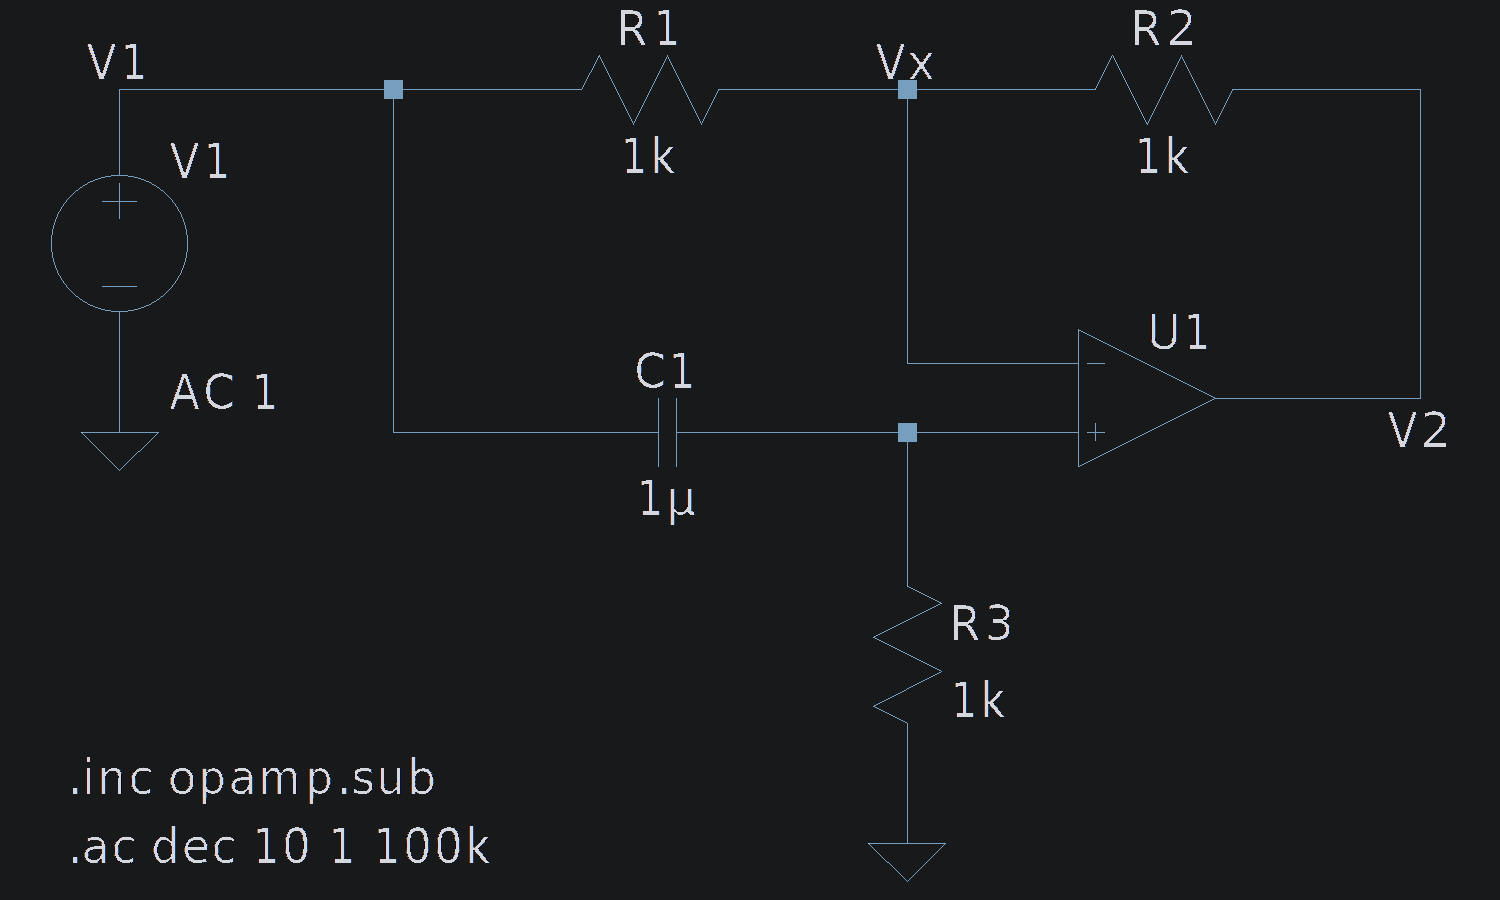 R1
R2
V1
Vx
V1
1k
1k
U1
C1
AC 1
V2
1µ
R3
1k
.inc opamp.sub
.ac dec 10 1 100k